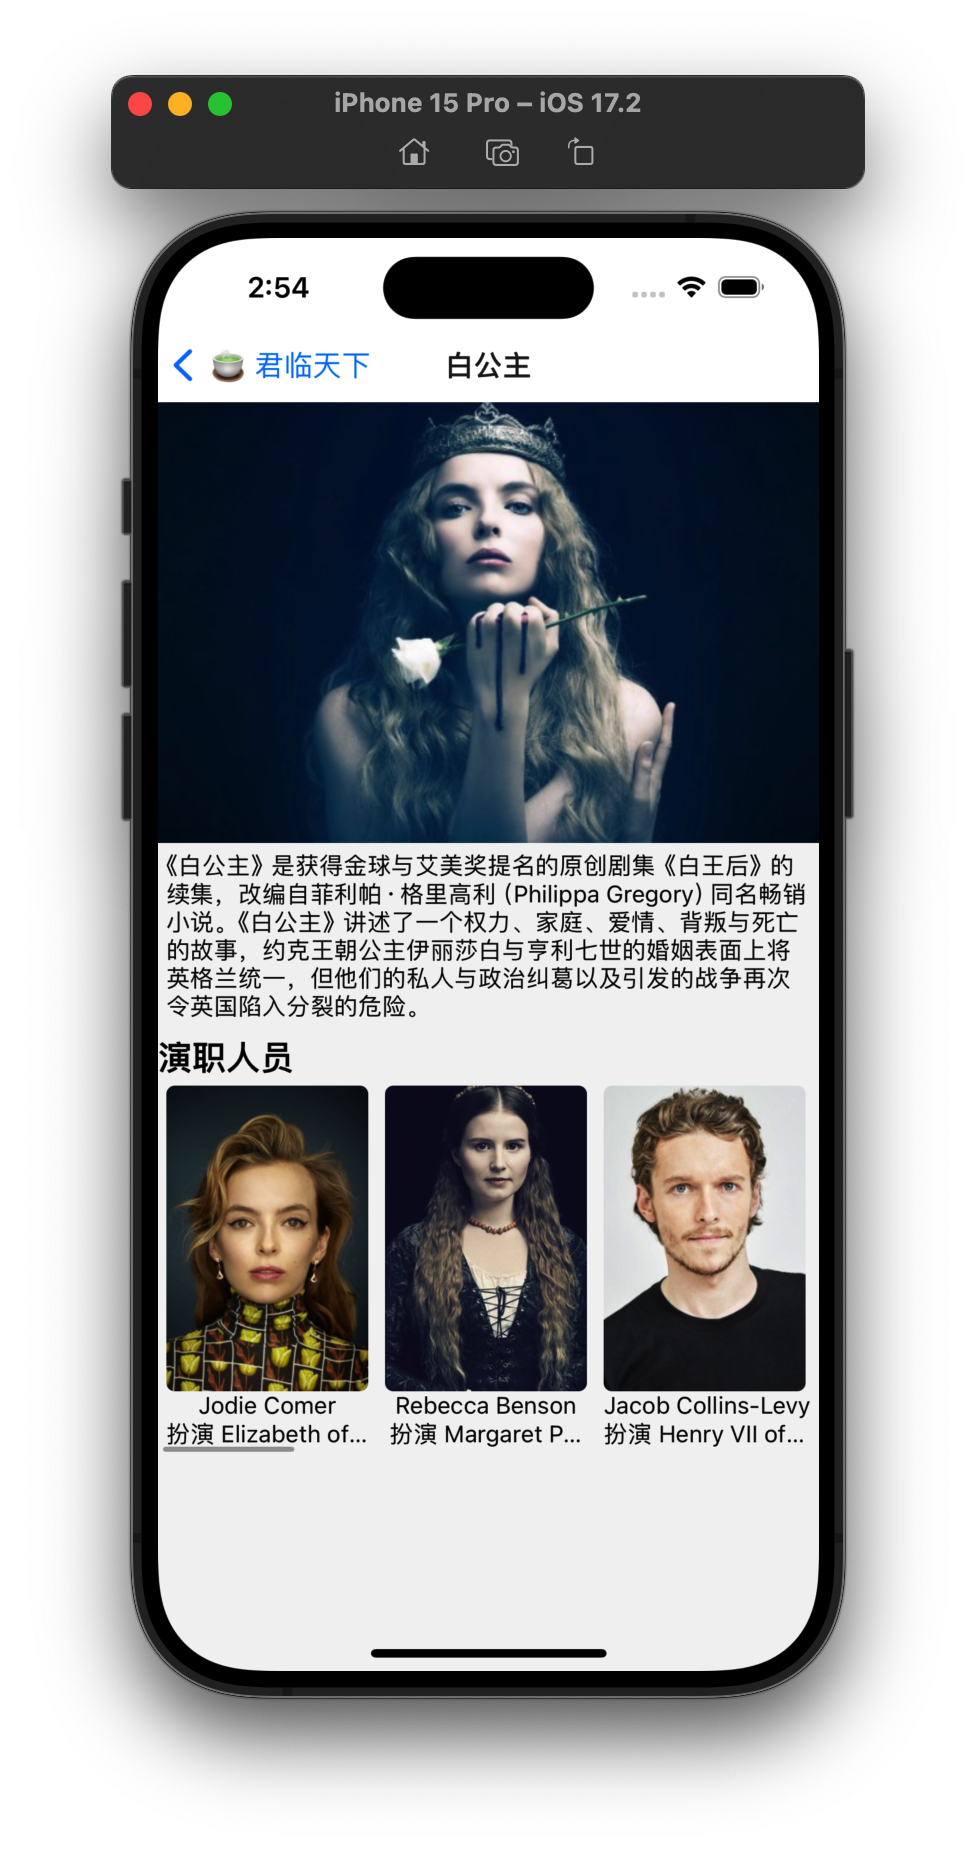 iPhone 15 Pro – iOS 17.2
2:54
君临天下
白公主
《白公主》是获得金球与艾美奖提名的原创剧集《白王后》的
续集，改编自菲利帕·格里高利（Philippa Gregory）同名畅销
小说。《白公主》讲述了一个权力、家庭、爱情、背叛与死亡
的故事，约克王朝公主伊丽莎白与亨利七世的婚姻表面上将
英格兰统一，但他们的私人与政治纠葛以及引发的战争再次
令英国陷入分裂的危险。
演职人员
Jodie Comer
扮演 Elizabeth of...
Rebecca Benson
扮演 Margaret P...
Jacob Collins-Levy
扮演 Henry VII of...